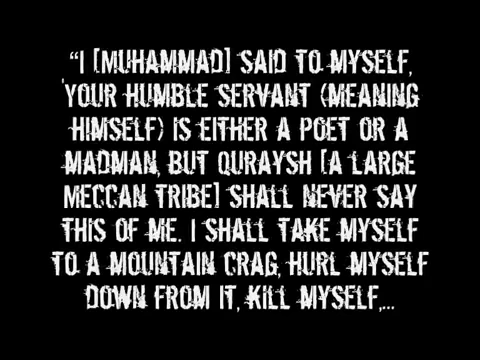 “I [MUHAMMAD] SAID TO MYSELF,
'YOUR HUMBLE SERVANT (MEANING
HIMSELF) IS EITHER A POET OR A
MADMAN, BUT QURAYSH [A LARGE
MECCAN TRIBE] SHALL NEVER SAY
THIS OF ME. I SHALL TAKE MYSELF
TO A MOUNTAIN CRAG, HURL MYSELF
DOWN FROM IT, KILL MYSELF,...